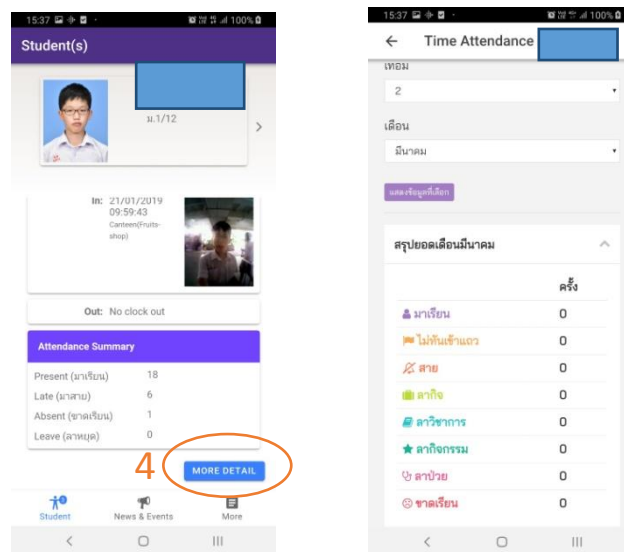 15:37
100%
Student(s)
ม.1/12
In: 21/01/2019
09:59:43
Canteen(Fruits-
shop)
Out: No clock out
Attendance Summary
Present (มาเรียน) 18
Late (มาสาย) 6
Absent (ขาดเรียน) 1
Leave (ลาหยุด) 0
4
MORE DETAIL
Student
News & Events
More
15:37
100%
Time Attendance
เทอม
2
เดือน
มีนาคม
แสดงข้อมูลที่เลือก
สรุปยอดเดือนมีนาคม
ครั้ง
มาเรียน 0
ไม่ทันเข้าแถว 0
สาย 0
ลากิจ 0
ลาวิชาการ 0
ลากิจกรรม 0
ลาป่วย 0
ขาดเรียน 0